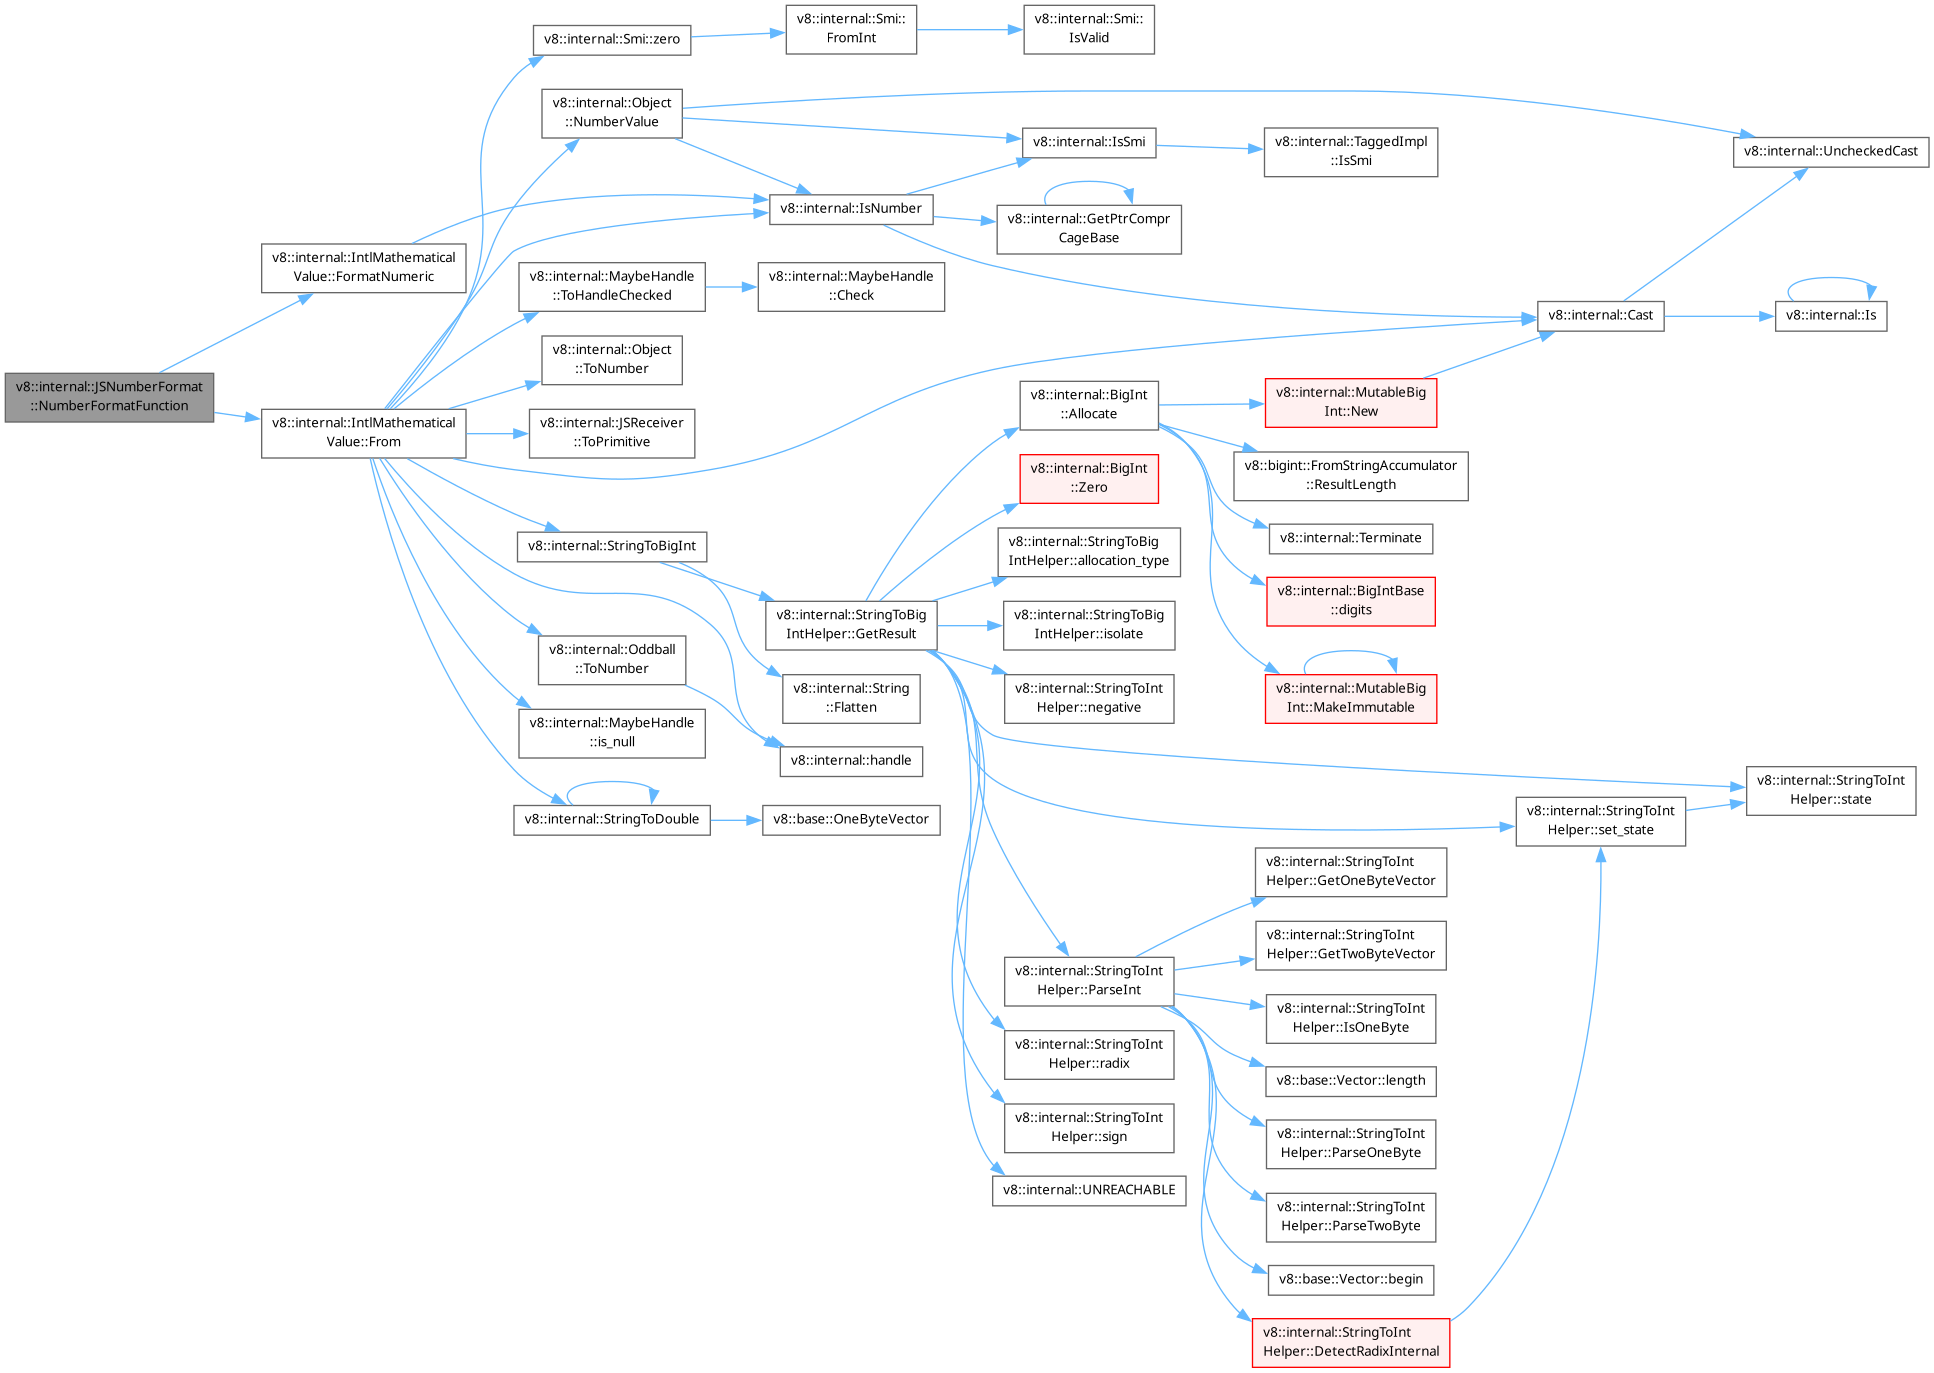 v8::internal::JSNumberFormat
::NumberFormatFunction
v8::internal::IntlMathematical
Value::FormatNumeric
v8::internal::IntlMathematical
Value::From
v8::internal::Smi::zero
v8::internal::Object
::NumberValue
v8::internal::MaybeHandle
::ToHandleChecked
v8::internal::Object
::ToNumber
v8::internal::JSReceiver
::ToPrimitive
v8::internal::StringToBigInt
v8::internal::Oddball
::ToNumber
v8::internal::MaybeHandle
::is_null
v8::internal::StringToDouble
v8::internal::Smi::
FromInt
v8::internal::IsNumber
v8::internal::MaybeHandle
::Check
v8::internal::StringToBig
IntHelper::GetResult
v8::internal::String
::Flatten
v8::internal::handle
v8::base::OneByteVector
v8::internal::Smi::
IsValid
v8::internal::IsSmi
v8::internal::GetPtrCompr
CageBase
v8::internal::BigInt
::Allocate
v8::internal::BigInt
::Zero
v8::internal::StringToBig
IntHelper::allocation_type
v8::internal::StringToBig
IntHelper::isolate
v8::internal::StringToInt
Helper::negative
v8::internal::StringToInt
Helper::ParseInt
v8::internal::StringToInt
Helper::radix
v8::internal::StringToInt
Helper::sign
v8::internal::UNREACHABLE
v8::internal::TaggedImpl
::IsSmi
v8::internal::MutableBig
Int::New
v8::bigint::FromStringAccumulator
::ResultLength
v8::internal::Terminate
v8::internal::BigIntBase
::digits
v8::internal::MutableBig
Int::MakeImmutable
v8::internal::StringToInt
Helper::GetOneByteVector
v8::internal::StringToInt
Helper::GetTwoByteVector
v8::internal::StringToInt
Helper::IsOneByte
v8::base::Vector::length
v8::internal::StringToInt
Helper::ParseOneByte
v8::internal::StringToInt
Helper::ParseTwoByte
v8::base::Vector::begin
v8::internal::StringToInt
Helper::DetectRadixInternal
v8::internal::Cast
v8::internal::StringToInt
Helper::set_state
v8::internal::UncheckedCast
v8::internal::Is
v8::internal::StringToInt
Helper::state